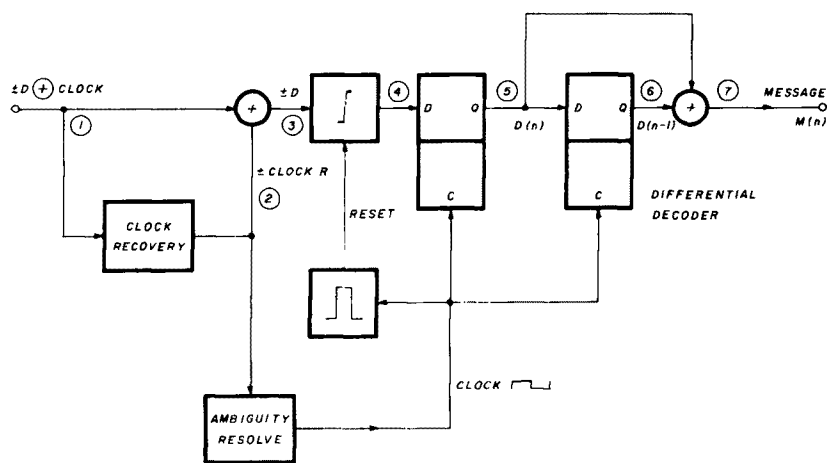 ±D ⊕ CLOCK
①
±D
③
④
D
Q
C
⑤
D(n)
D
Q
C
⑥
D(n-1)
⑦
MESSAGE
M(n)
+
+
± CLOCK R
②
CLOCK
RECOVERY
RESET
DIFFERENTIAL
DECODER
CLOCK
AMBIGUITY
RESOLVE